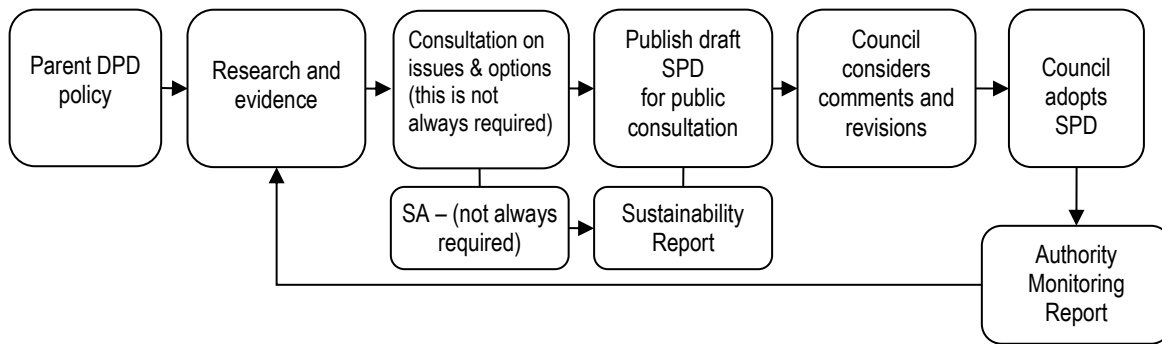 Parent DPD
policy
Research and
evidence
Consultation on
issues & options
(this is not
always required)
Publish draft
SPD
for public
consultation
Council
considers
comments and
revisions
Council
adopts
SPD
SA – (not always
required)
Sustainability
Report
Authority
Monitoring
Report